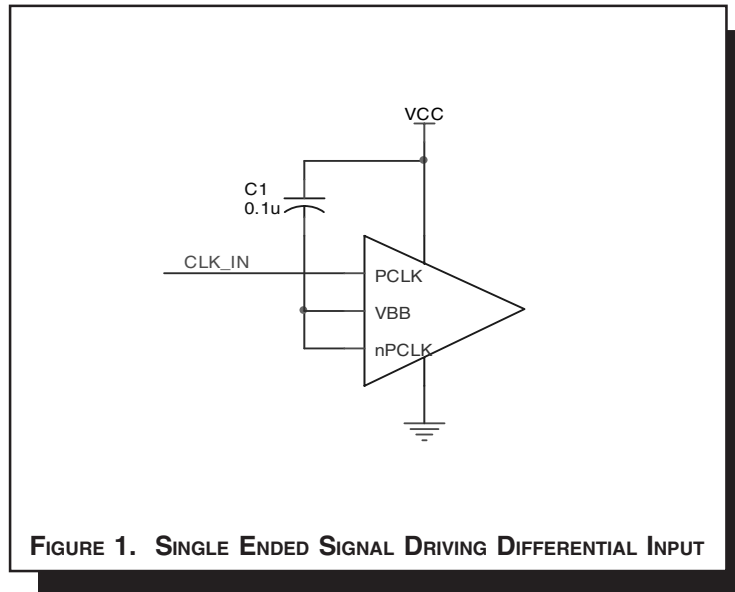 VCC
C1
0.1u
CLK_IN
PCLK
VBB
nPCLK
FIGURE 1. SINGLE ENDED SIGNAL DRIVING DIFFERENTIAL INPUT